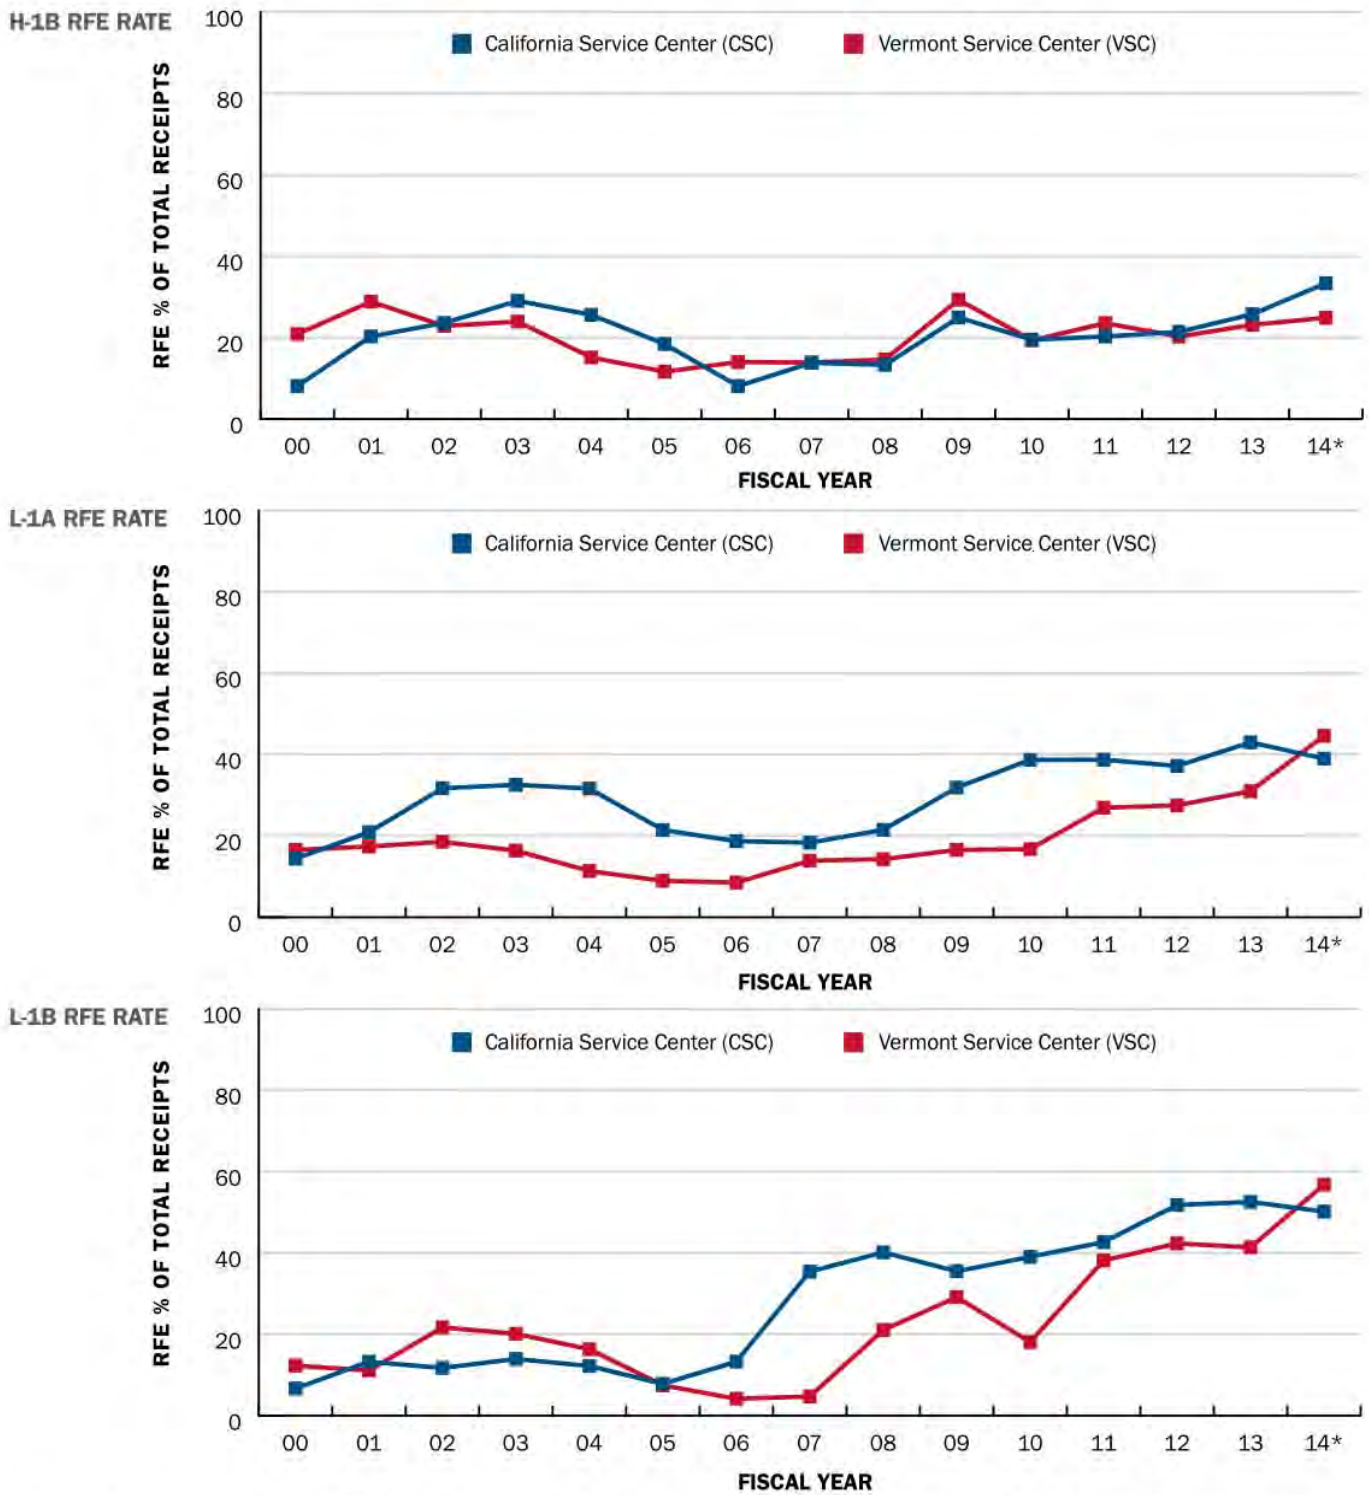 H-1B RFE RATE
California Service Center (CSC) Vermont Service Center (VSC)
RFE % OF TOTAL RECEIPTS
100
80
60
40
20
0
00 01 02 03 04 05 06 07 08 09 10 11 12 13 14*
FISCAL YEAR
L-1A RFE RATE
California Service Center (CSC) Vermont Service Center (VSC)
RFE % OF TOTAL RECEIPTS
100
80
60
40
20
0
00 01 02 03 04 05 06 07 08 09 10 11 12 13 14*
FISCAL YEAR
L-1B RFE RATE
California Service Center (CSC) Vermont Service Center (VSC)
RFE % OF TOTAL RECEIPTS
100
80
60
40
20
0
00 01 02 03 04 05 06 07 08 09 10 11 12 13 14*
FISCAL YEAR